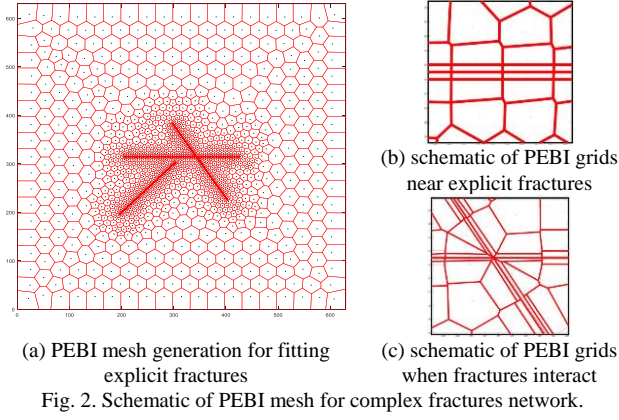 600
500
400
300
200
100
0
0
100
200
300
400
500
600
(b) schematic of PEBI grids
near explicit fractures
(a) PEBI mesh generation for fitting
explicit fractures
(c) schematic of PEBI grids
when fractures interact
Fig. 2. Schematic of PEBI mesh for complex fractures network.